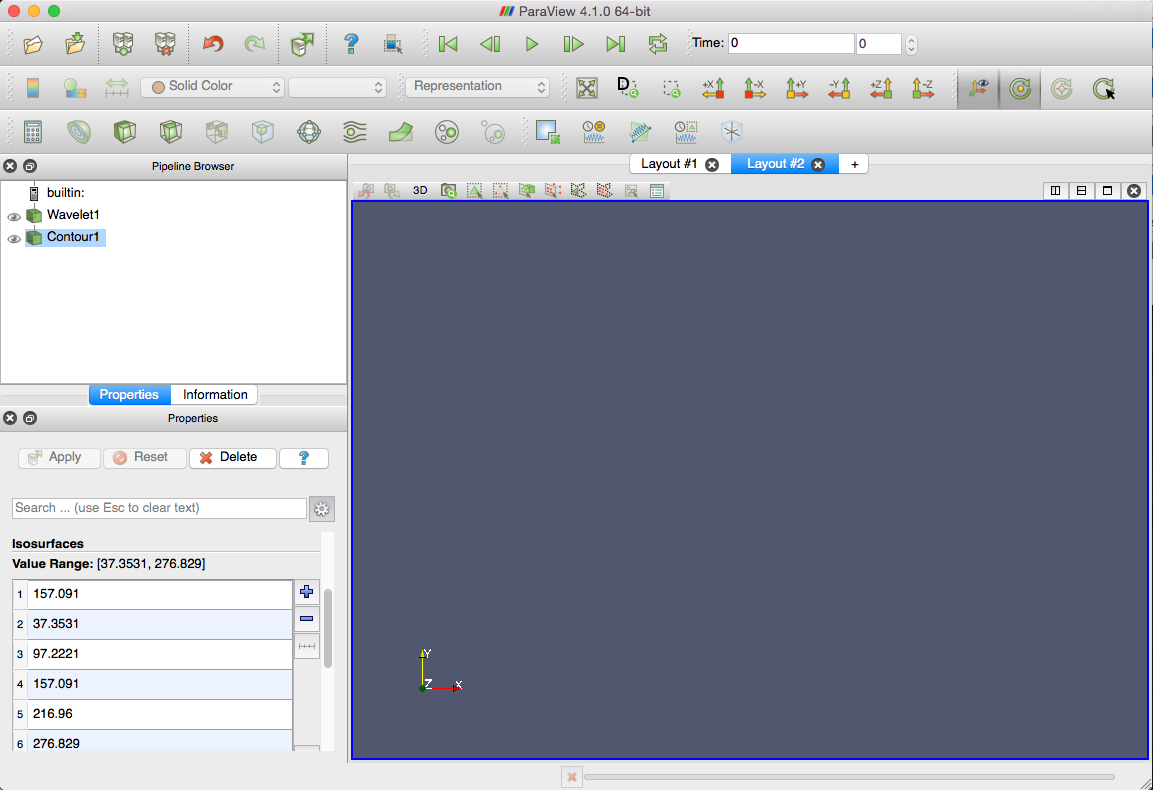 ParaView 4.1.0 64-bit
Time: 0 0
Solid Color Representation D +X -X +Y -Y +Z -Z
Pipeline Browser
Layout #1 Layout #2 +
3D
builtin:
Wavelet1
Contour1
Properties Information
Properties
Apply Reset Delete ?
Search ... (use Esc to clear text)
Isosurfaces
Value Range: [37.3531, 276.829]
1 157.091
2 37.3531
3 97.2221
4 157.091
5 216.96
6 276.829
Y
Z X